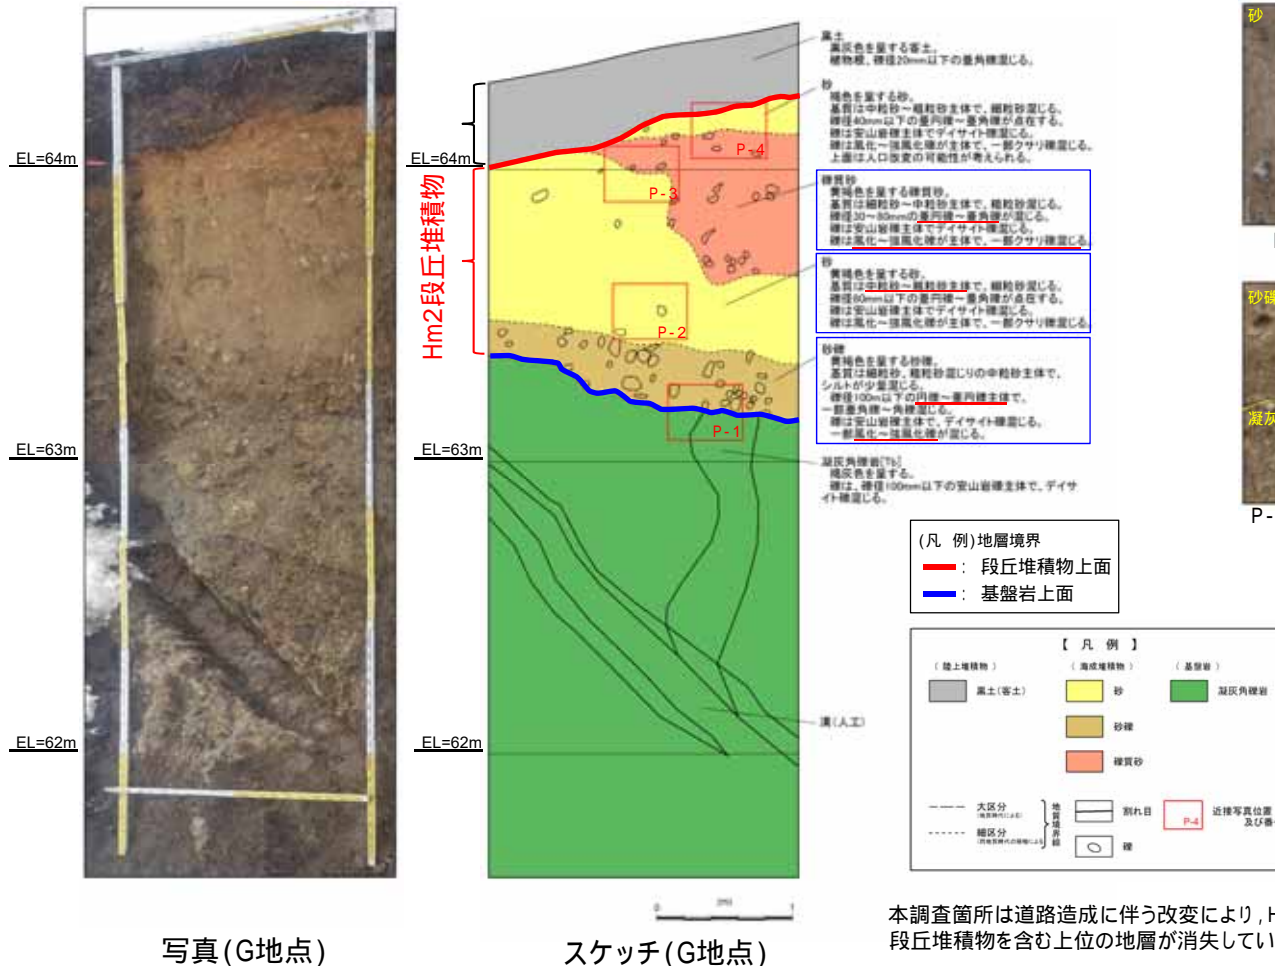 EL=64m
EL=63m
EL=62m
写真(G地点)
Hm2段丘堆積物
EL=64m
EL=63m
EL=62m
P-4
P-3
P-2
P-1
0
(m)
1
スケッチ(G地点)
黒土
黒灰色を呈する客土。
植物根、礫径20mm以下の亜角礫混じる。
砂
褐色を呈する砂。
基質は中粒砂~粗粒砂主体で、細粒砂混じる。
礫径40mm以下の亜円礫~亜角礫が点在する。
礫は安山岩礫主体でデイサイト礫混じる。
礫は風化~強風化礫が主体で、一部クサリ礫混じる。
上面は人口改変の可能性が考えられる。
礫質砂
黄褐色を呈する礫質砂。
基質は細粒砂~中粒砂主体で、粗粒砂混じる。
礫径30~80mmの亜円礫~亜角礫が混じる。
礫は安山岩礫主体でデイサイト礫混じる。
礫は風化~強風化礫が主体で、一部クサリ礫混じる。
砂
黄褐色を呈する砂。
基質は中粒砂~粗粒砂主体で、細粒砂混じる。
礫径60mm以下の亜円礫~亜角礫が点在する。
礫は安山岩礫主体でデイサイト礫混じる。
礫は風化~強風化礫が主体で、一部クサリ礫混じる。
砂礫
黄褐色を呈する砂礫。
基質は細粒砂、粗粒砂混じりの中粒砂主体で、
シルトが少量混じる。
礫径100m以下の円礫~亜円礫主体で、
一部亜角礫~角礫混じる。
礫は安山岩礫主体で、デイサイト礫混じる。
一部風化~強風化礫が混じる。
凝灰角礫岩[Tb]
褐灰色を呈する。
礫は、礫径100mm以下の安山岩礫主体で、デイサ
イト礫混じる。
溝(人工)
(凡 例)地層境界
: 段丘堆積物上面
: 基盤岩上面
【 凡 例 】
(陸上堆積物) (海成堆積物) (基盤岩)
黒土(客土) 砂 凝灰角礫岩
砂礫
礫質砂
大区分
細区分
地質境界線
割れ目
礫
P-4
近接写真位置
及び番
本調査箇所は道路造成に伴う改変により,H
段丘堆積物を含む上位の地層が消失してい
砂
砂礫
凝灰
P-